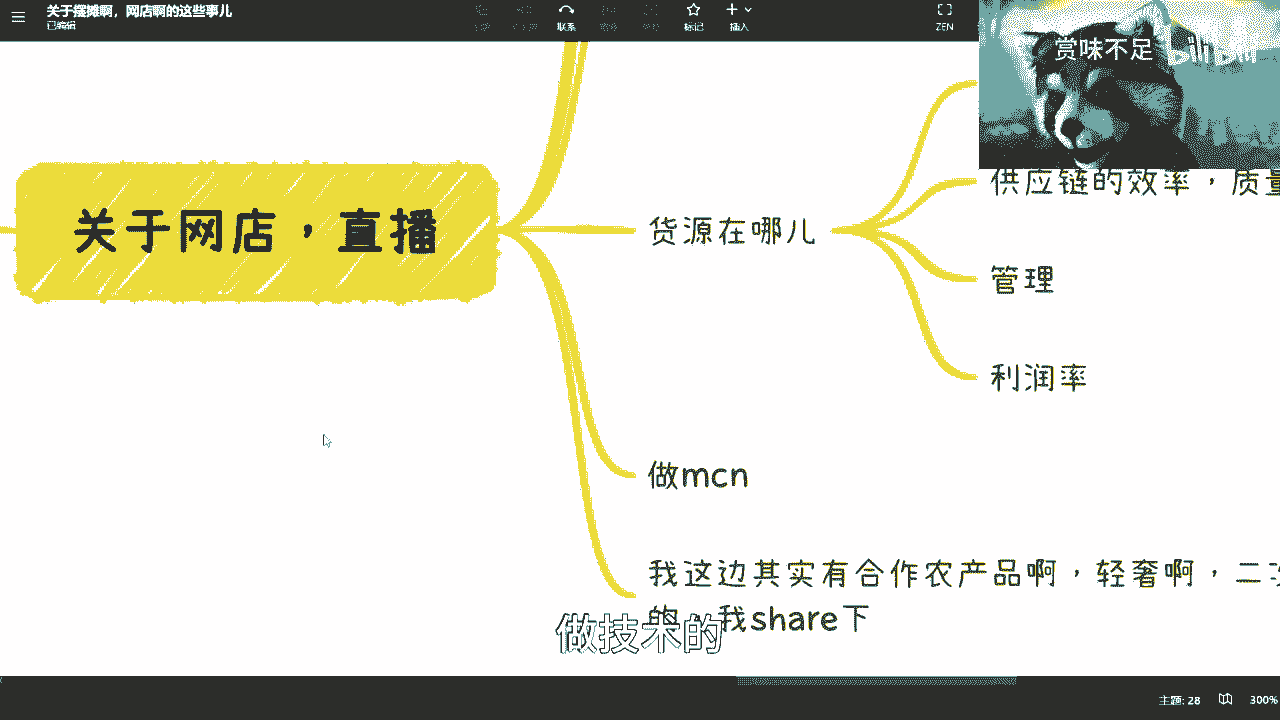 关于摆摊啊，网店啊的这些事儿
已编辑
联系
标记
插入
ZEN
赏味不足
bilibili
供应链的效率，质量
关于网店，直播
货源在哪儿
管理
利润率
做mcn
我这边其实有合作农产品啊，轻奢啊，二次
的，我share下
做技术的
主题: 28
300%